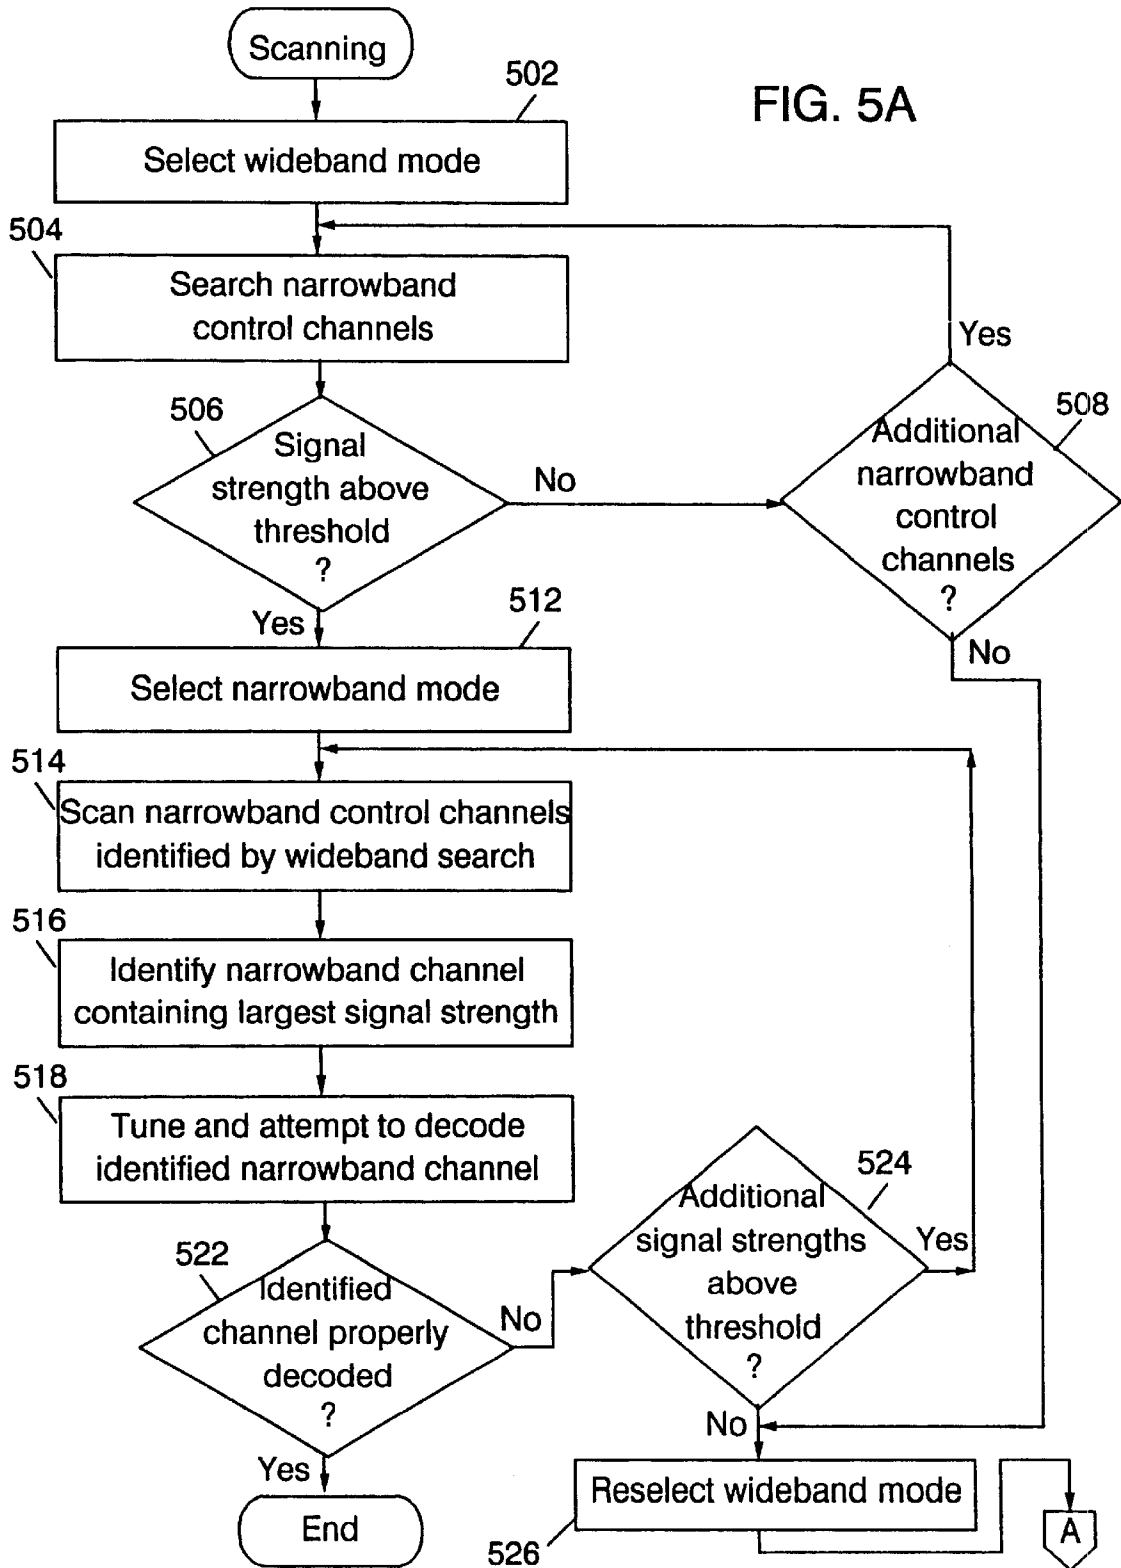 Scanning
FIG. 5A
502
Select wideband mode
504
Search narrowband
control channels
506
Signal
strength above
threshold
?
No
Yes
508
Additional
narrowband
control
channels
?
Yes
No
512
Select narrowband mode
514
Scan narrowband control channels
identified by wideband search
516
Identify narrowband channel
containing largest signal strength
518
Tune and attempt to decode
identified narrowband channel
522
Identified
channel properly
decoded
?
No
Yes
524
Additional
signal strengths
above
threshold
?
Yes
No
End
Reselect wideband mode
526
A